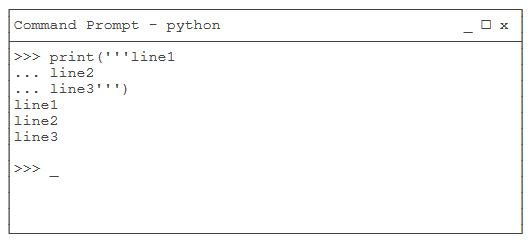 Command Prompt - python _ □ x
>>> print('''line1
... line2
... line3''')
line1
line2
line3
>>> _